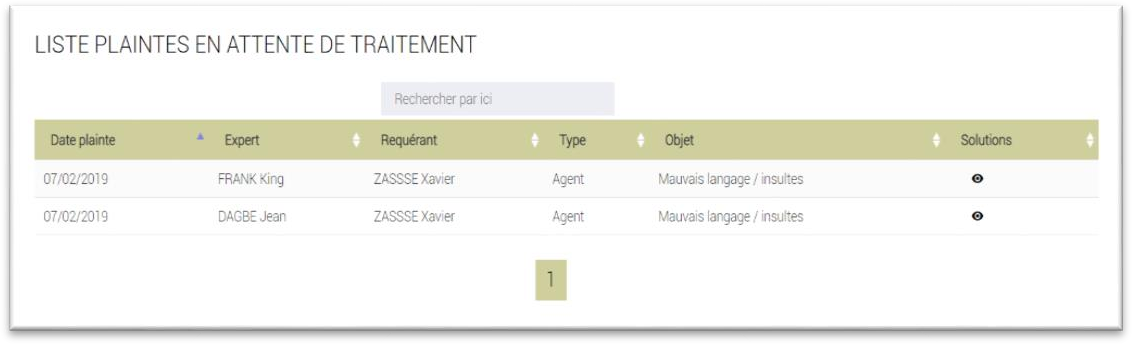 LISTE PLAINTES EN ATTENTE DE TRAITEMENT
Rechercher par ici
Date plainte Expert Requérant Type Objet Solutions
07/02/2019 FRANK King ZASSSE Xavier Agent Mauvais langage / insultes
07/02/2019 DAGBE Jean ZASSSE Xavier Agent Mauvais langage / insultes
1